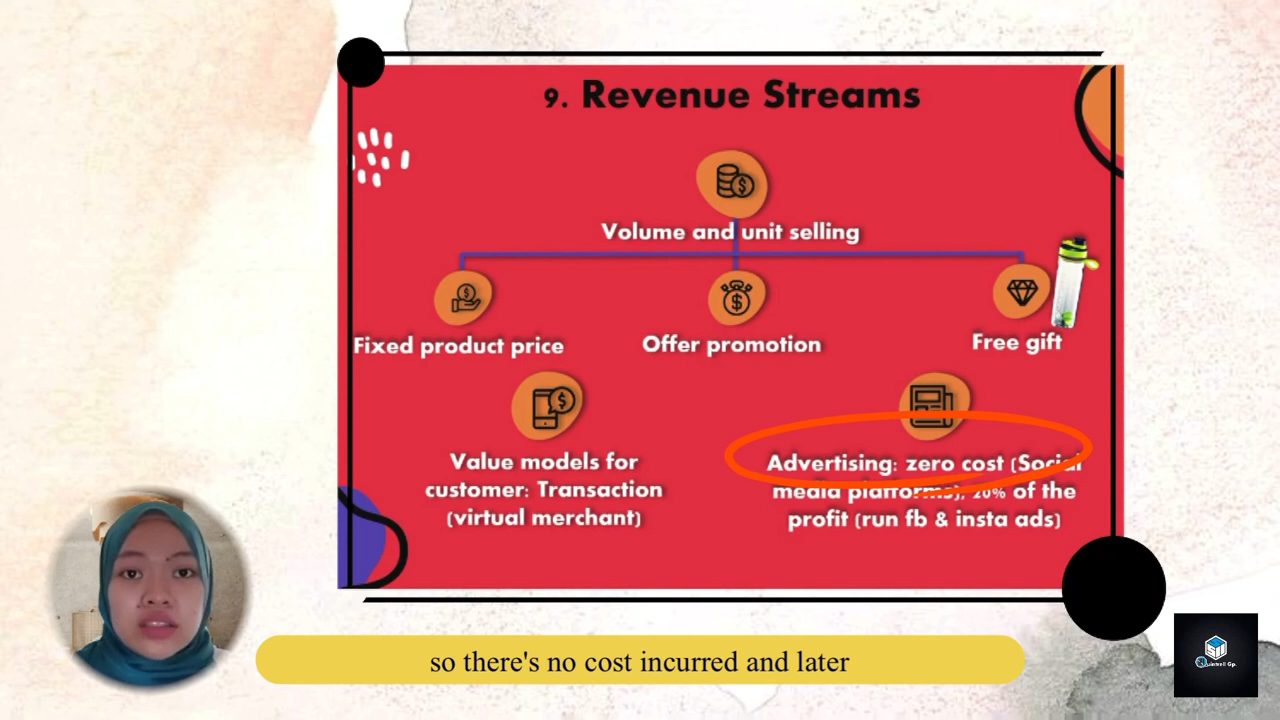 9. Revenue Streams
Volume and unit selling
Fixed product price
Offer promotion
Free gift
Value models for
customer: Transaction
(virtual merchant)
Advertising: zero cost (Social
media platforms), 20% of the
profit (run fb & insta ads)
so there's no cost incurred and later